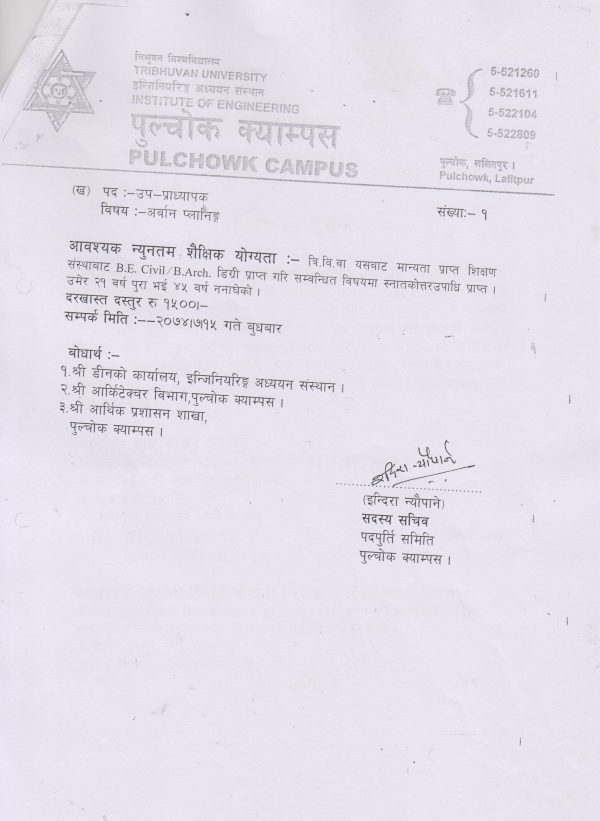 त्रिभुवन विश्वविद्यालय
TRIBHUVAN UNIVERSITY
इन्जिनियरिङ अध्ययन संस्थान
INSTITUTE OF ENGINEERING
पुल्चोक क्याम्पस
PULCHOWK CAMPUS
5-521260
5-521611
5-522104
5-522809
पुल्चोक, ललितपुर ।
Pulchowk, Lalitpur
(ख) पद :–उप–प्राध्यापक
विषय :–अर्वान प्लानिङ्ग
संख्या:– १
आवश्यक न्युनतम शैक्षिक योग्यता :– त्रि.वि.वा यसबाट मान्यता प्राप्त शिक्षण
संस्थाबाट B.E. Civil/B.Arch. डिग्री प्राप्त गरि सम्वन्धित विषयमा स्नातकोत्तरउपाधि प्राप्त ।
उमेर २१ वर्ष पुरा भई ४५ वर्ष ननाघेको ।
दरखास्त दस्तुर रु १५००।–
सम्पर्क मिति :––२०७४।७।१५ गते बुधबार
बोधार्थ :–
१.श्री डीनको कार्यालय, इन्जिनियरिङ्ग अध्ययन संस्थान ।
२.श्री आर्किटेक्चर विभाग,पुल्चोक क्याम्पस ।
३.श्री आर्थिक प्रशासन शाखा,
पुल्चोक क्याम्पस ।
इन्दिरा न्यौपाने
(इन्दिरा न्यौपाने)
सदस्य सचिव
पदपुर्ति समिति
पुल्चोक क्याम्पस ।